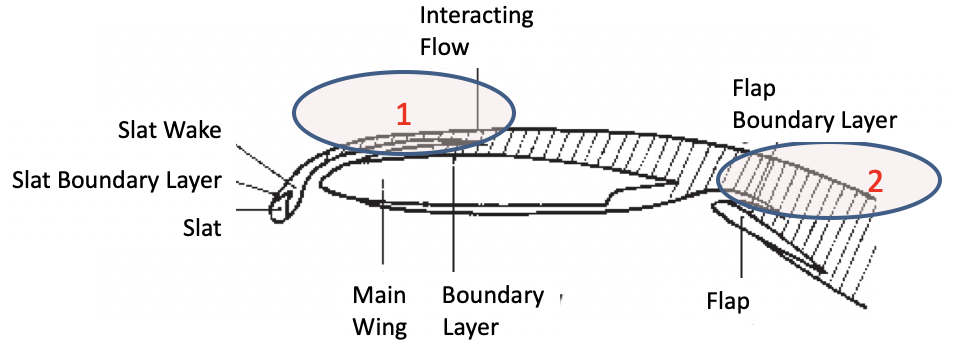 Interacting
Flow
1
Flap
Boundary Layer
Slat Wake
Slat Boundary Layer
2
Slat
Main
Wing
Boundary
Layer
Flap